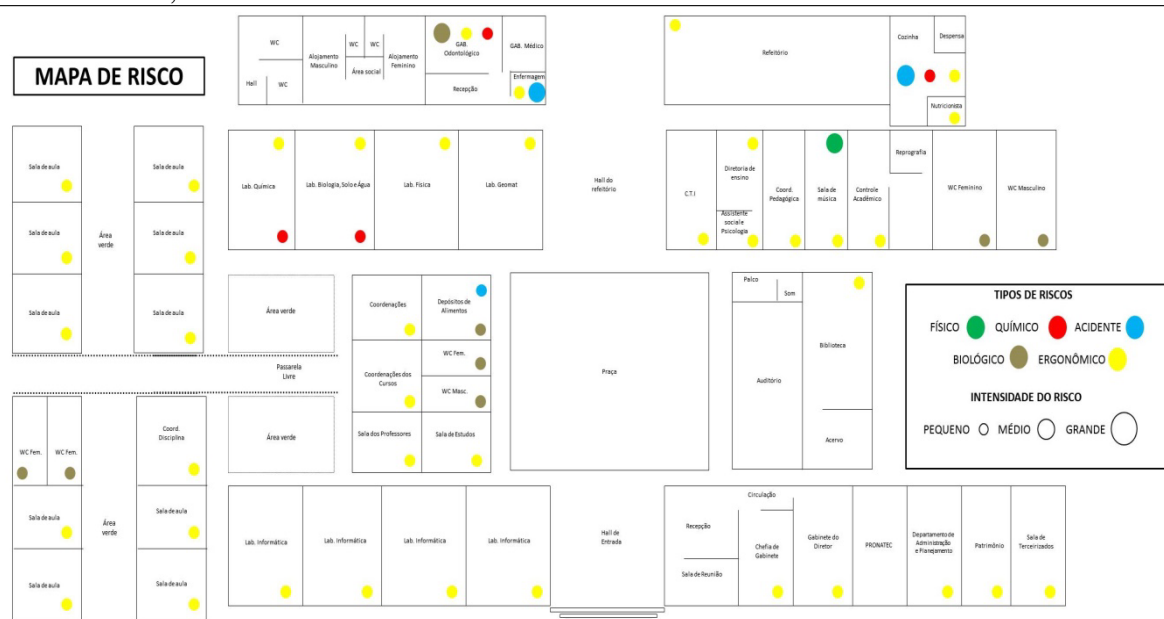 MAPA DE RISCO
WC
WC
WC
Alojamento
Masculino
Alojamento
Feminino
Área social
Hall
WC
GAB.
Odontológico
GAB. Médico
Recepção
Enfermagem
Refeitório
Cozinha
Despensa
Nutricionista
Sala de aula
Sala de aula
Sala de aula
Área
verde
Sala de aula
Sala de aula
Sala de aula
Lab. Química
Lab. Biologia, Solo e Água
Lab. Física
Lab. Geomat
Hall do
refeitório
C.T.I
Diretoria de
ensino
Assistente
social e
Psicologia
Coord.
Pedagógica
Sala de
música
Controle
Acadêmico
Reprografia
WC Feminino
WC Masculino
Área verde
Passarela
Livre
Área verde
Coordenações
Depósitos de
Alimentos
WC Fem.
Coordenações dos
Cursos
WC Masc.
Sala dos Professores
Sala de Estudos
Praça
Palco
Som
Auditório
Biblioteca
Acervo
TIPOS DE RISCOS
FÍSICO QUÍMICO ACIDENTE
BIOLÓGICO ERGONÔMICO
INTENSIDADE DO RISCO
PEQUENO MÉDIO GRANDE
WC Fem.
WC Fem.
Coord.
Disciplina
Sala de aula
Sala de aula
Área
verde
Sala de aula
Sala de aula
Lab. Informática
Lab. Informática
Lab. Informática
Lab. Informática
Hall de
Entrada
Circulação
Recepção
Sala de Reunião
Chefia de
Gabinete
Gabinete do
Diretor
PRONATEC
Departamento de
Administração
e Planejamento
Patrimônio
Sala de
Terceirizados